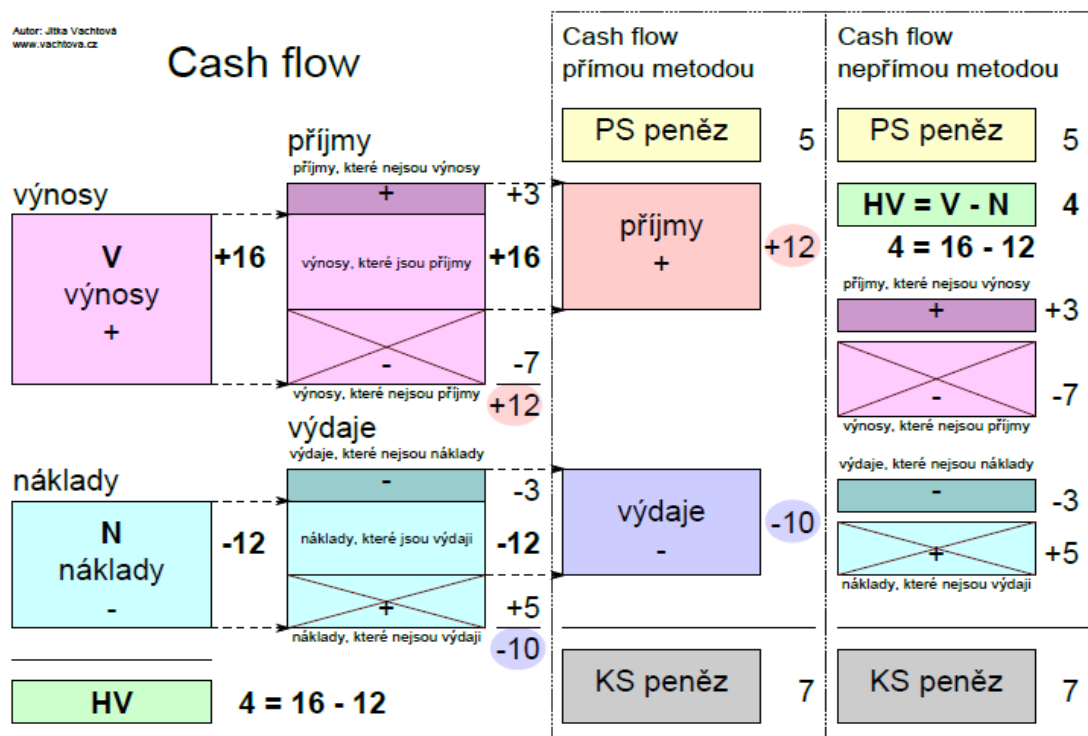 Autor: Jitka Vachtová
www.vachtova.cz
Cash flow
příjmy
příjmy, které nejsou výnosy
+
+3
výnosy
V
výnosy
+
+16
výnosy, které jsou příjmy
+16
-
-7
výnosy, které nejsou příjmy
+12
výdaje
výdaje, které nejsou náklady
-
-3
náklady
N
náklady
-
-12
náklady, které jsou výdaji
-12
+
+5
náklady, které nejsou výdaji
-10
HV
4 = 16 - 12
Cash flow
přímou metodou
PS peněz
5
příjmy
+
+12
výdaje
-
-10
KS peněz
7
Cash flow
nepřímou metodou
PS peněz
5
HV = V - N
4
4 = 16 - 12
příjmy, které nejsou výnosy
+
+3
-
-7
výnosy, které nejsou příjmy
výdaje, které nejsou náklady
-
-3
+
+5
náklady, které nejsou výdaji
KS peněz
7